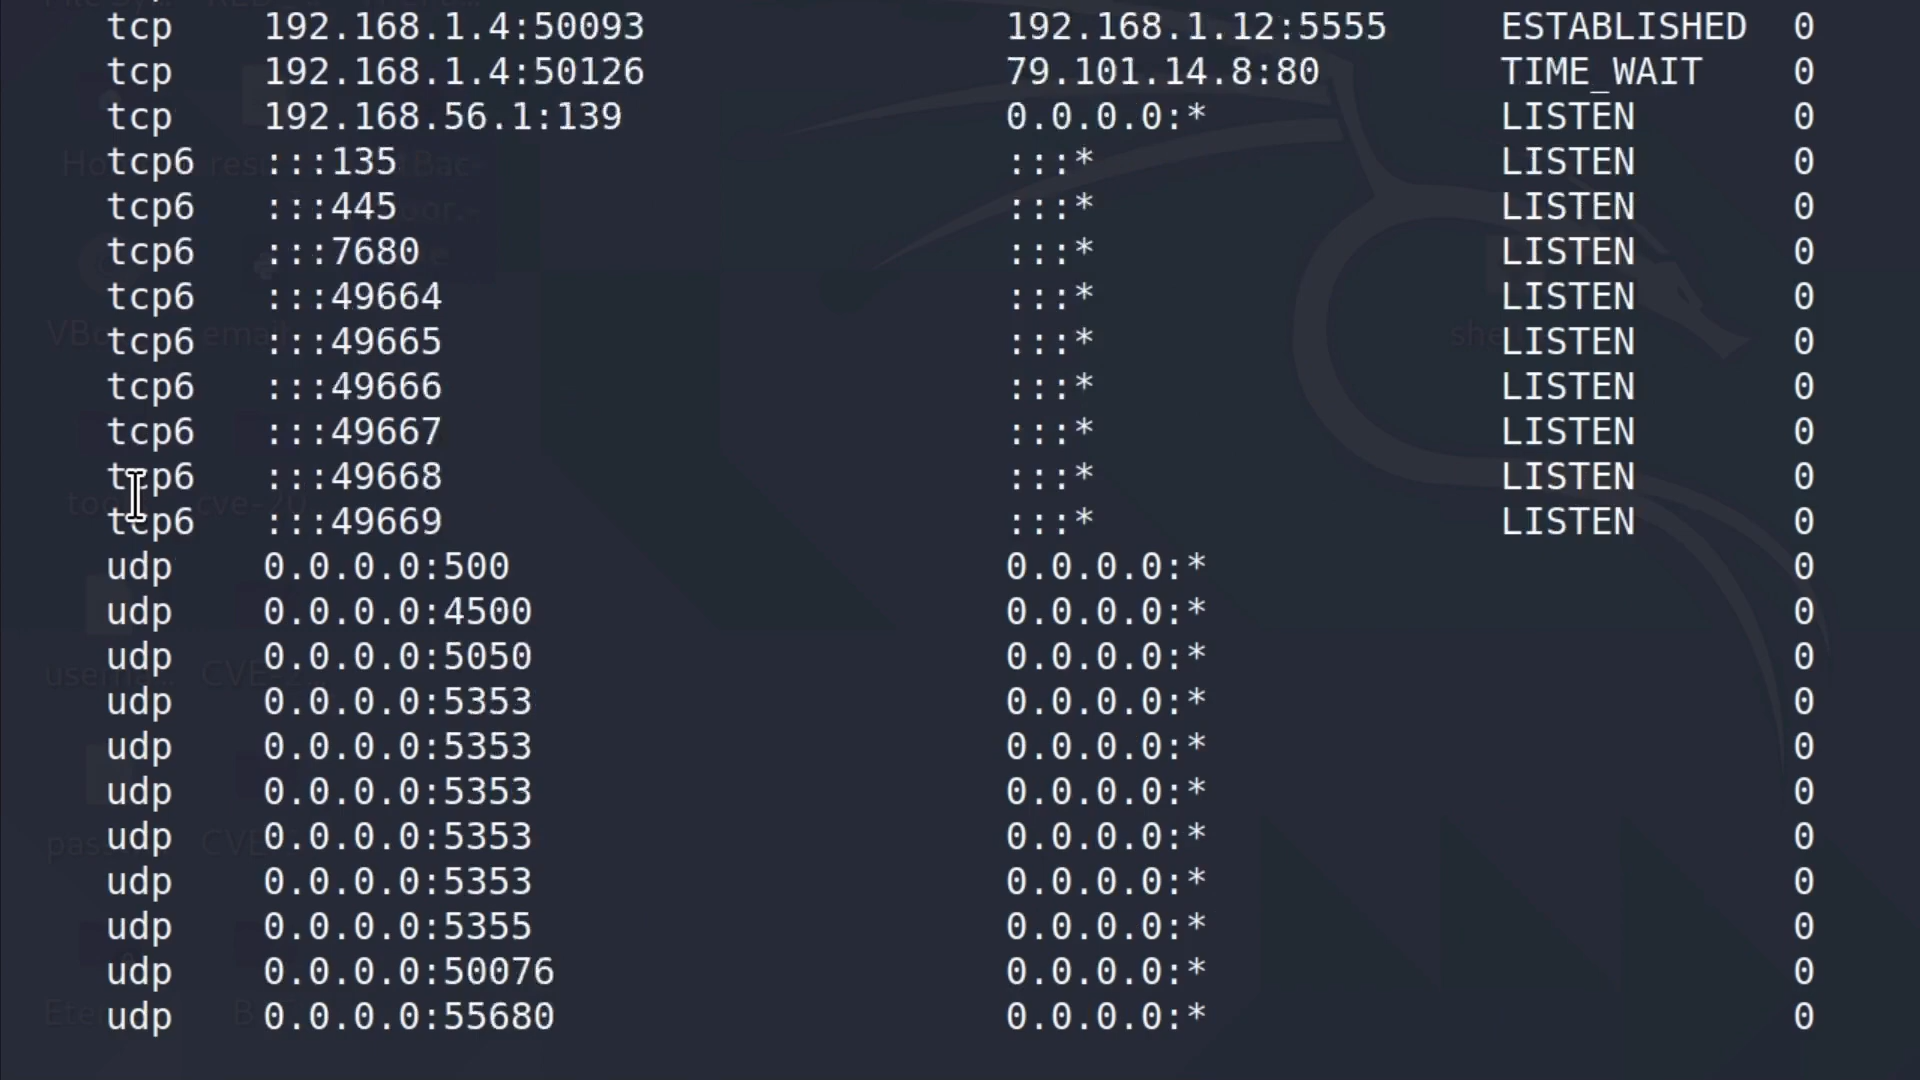 tcp 192.168.1.4:50093 192.168.1.12:5555 ESTABLISHED 0
tcp 192.168.1.4:50126 79.101.14.8:80 TIME_WAIT 0
tcp 192.168.56.1:139 0.0.0.0:* LISTEN 0
tcp6 :::135 :::* LISTEN 0
tcp6 :::445 :::* LISTEN 0
tcp6 :::7680 :::* LISTEN 0
tcp6 :::49664 :::* LISTEN 0
tcp6 :::49665 :::* LISTEN 0
tcp6 :::49666 :::* LISTEN 0
tcp6 :::49667 :::* LISTEN 0
tcp6 :::49668 :::* LISTEN 0
tcp6 :::49669 :::* LISTEN 0
udp 0.0.0.0:500 0.0.0.0:* 0
udp 0.0.0.0:4500 0.0.0.0:* 0
udp 0.0.0.0:5050 0.0.0.0:* 0
udp 0.0.0.0:5353 0.0.0.0:* 0
udp 0.0.0.0:5353 0.0.0.0:* 0
udp 0.0.0.0:5353 0.0.0.0:* 0
udp 0.0.0.0:5353 0.0.0.0:* 0
udp 0.0.0.0:5353 0.0.0.0:* 0
udp 0.0.0.0:5355 0.0.0.0:* 0
udp 0.0.0.0:50076 0.0.0.0:* 0
udp 0.0.0.0:55680 0.0.0.0:* 0